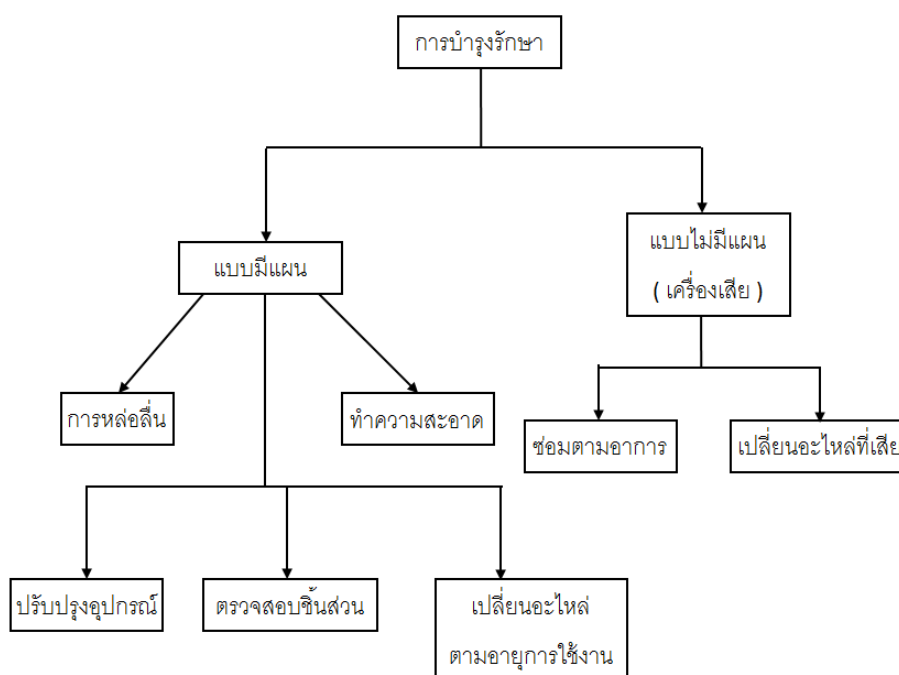 การบำรุงรักษา
แบบมีแผน
แบบไม่มีแผน
( เครื่องเสีย )
การหล่อลื่น
ทำความสะอาด
ซ่อมตามอาการ
เปลี่ยนอะไหล่ที่เสีย
ปรับปรุงอุปกรณ์
ตรวจสอบชิ้นส่วน
เปลี่ยนอะไหล่
ตามอายุการใช้งาน